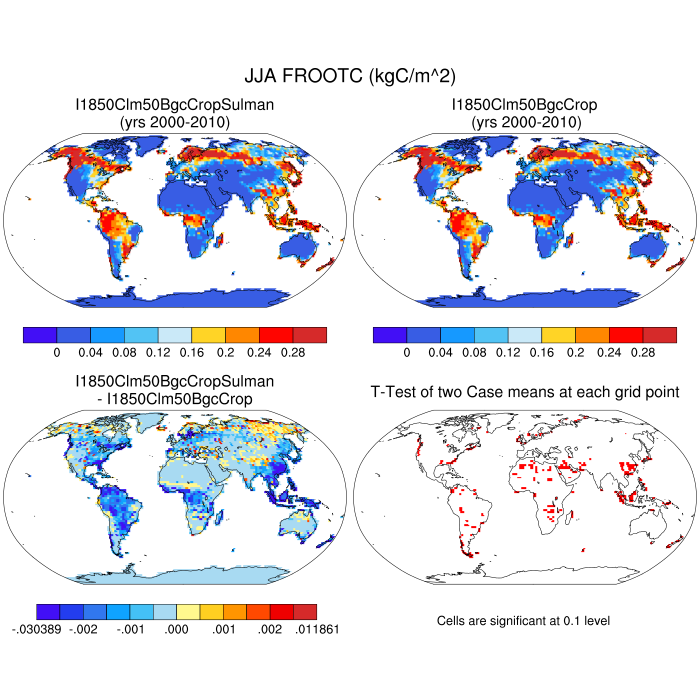 JJA FROOTC (kgC/m^2)
I1850Clm50BgcCropSulman
(yrs 2000-2010)
I1850Clm50BgcCrop
(yrs 2000-2010)
0 0.04 0.08 0.12 0.16 0.2 0.24 0.28
0 0.04 0.08 0.12 0.16 0.2 0.24 0.28
I1850Clm50BgcCropSulman
- I1850Clm50BgcCrop
T-Test of two Case means at each grid point
-.030389 -.002 -.001 .000 .001 .002 .011861
Cells are significant at 0.1 level